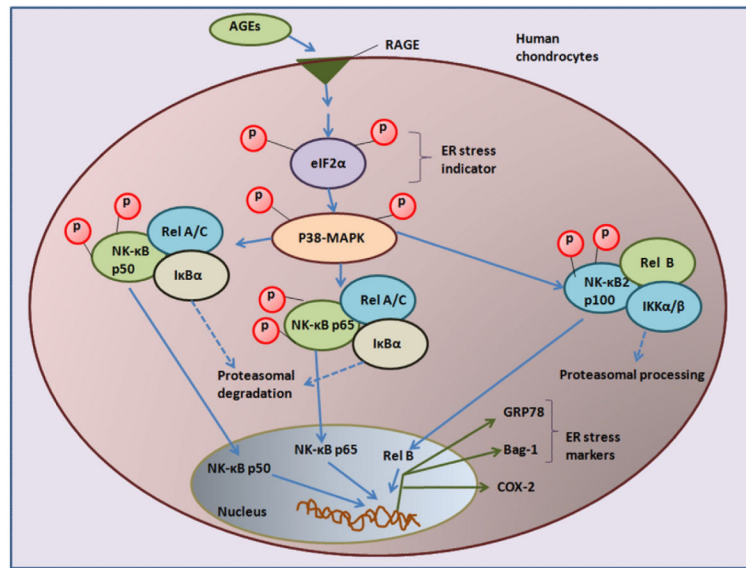 AGEs
RAGE
Human
chondrocytes
P
P
eIF2α
ER stress
indicator
P
P
P38-MAPK
P
P
NK-κB
p50
Rel A/C
IκBα
P
P
NK-κB p65
Rel A/C
IκBα
P
P
NK-κB2
p100
Rel B
IKKα/β
Proteasomal
degradation
Proteasomal processing
NK-κB p50
NK-κB p65
Rel B
Nucleus
GRP78
Bag-1
COX-2
ER stress
markers